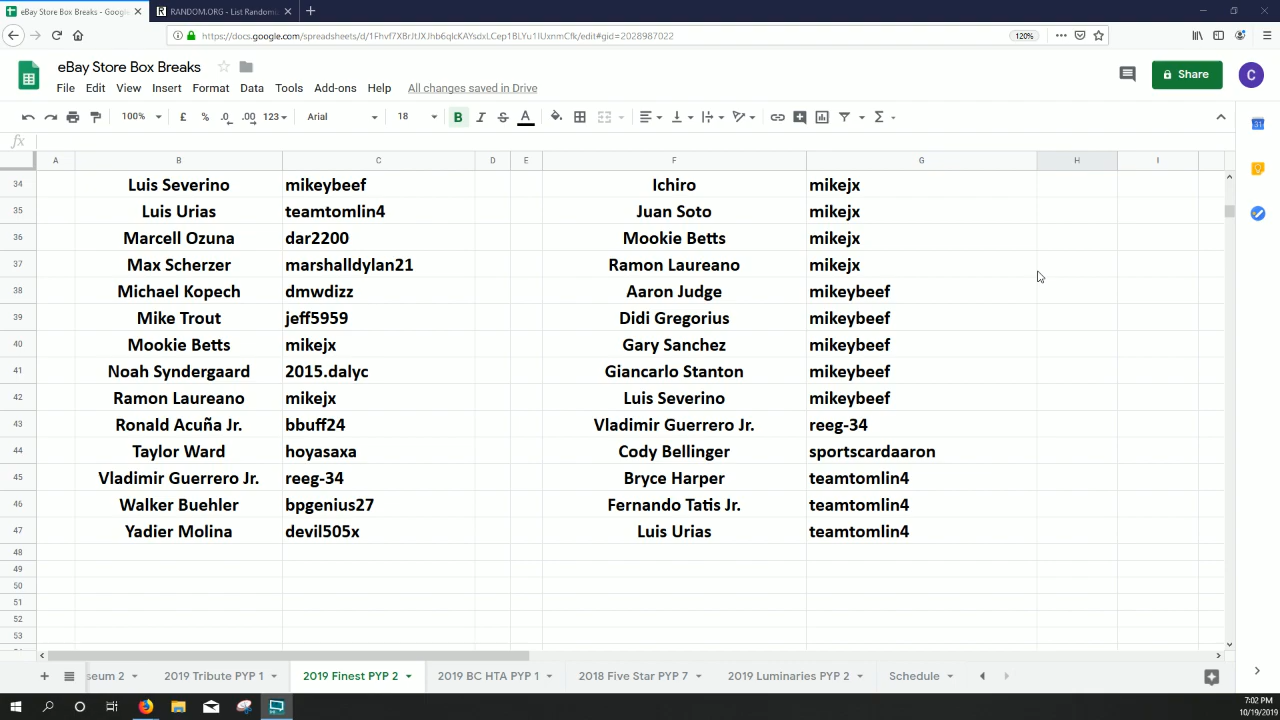 eBay Store Box Breaks - Google
RANDOM.ORG - List Randomi
https://docs.google.com/spreadsheets/d/1Fhvf7XBrJtJXJhb6qlcKAYsdxLCep1BLYu1IUxnmCfk/edit#gid=2028987022
120%
eBay Store Box Breaks
File Edit View Insert Format Data Tools Add-ons Help All changes saved in Drive
Share
C
100% £ % .0 .00 123 Arial 18 B I S A
fx
A B C D E F G H I
34 Luis Severino mikeybeef Ichiro mikejx
35 Luis Urias teamtomlin4 Juan Soto mikejx
36 Marcell Ozuna dar2200 Mookie Betts mikejx
37 Max Scherzer marshalldylan21 Ramon Laureano mikejx
38 Michael Kopech dmwdizz Aaron Judge mikeybeef
39 Mike Trout jeff5959 Didi Gregorius mikeybeef
40 Mookie Betts mikejx Gary Sanchez mikeybeef
41 Noah Syndergaard 2015.dalyc Giancarlo Stanton mikeybeef
42 Ramon Laureano mikejx Luis Severino mikeybeef
43 Ronald Acuña Jr. bbuff24 Vladimir Guerrero Jr. reeg-34
44 Taylor Ward hoyasaxa Cody Bellinger sportscardaaron
45 Vladimir Guerrero Jr. reeg-34 Bryce Harper teamtomlin4
46 Walker Buehler bpgenius27 Fernando Tatis Jr. teamtomlin4
47 Yadier Molina devil505x Luis Urias teamtomlin4
48
49
50
51
52
53
seum 2 2019 Tribute PYP 1 2019 Finest PYP 2 2019 BC HTA PYP 1 2018 Five Star PYP 7 2019 Luminaries PYP 2 Schedule
7:02 PM
10/19/2019